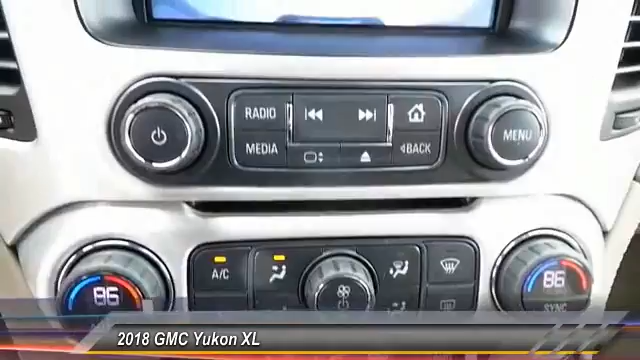 RADIO
MEDIA
BACK
MENU
A/C
86
86
SYNC
2018 GMC Yukon XL